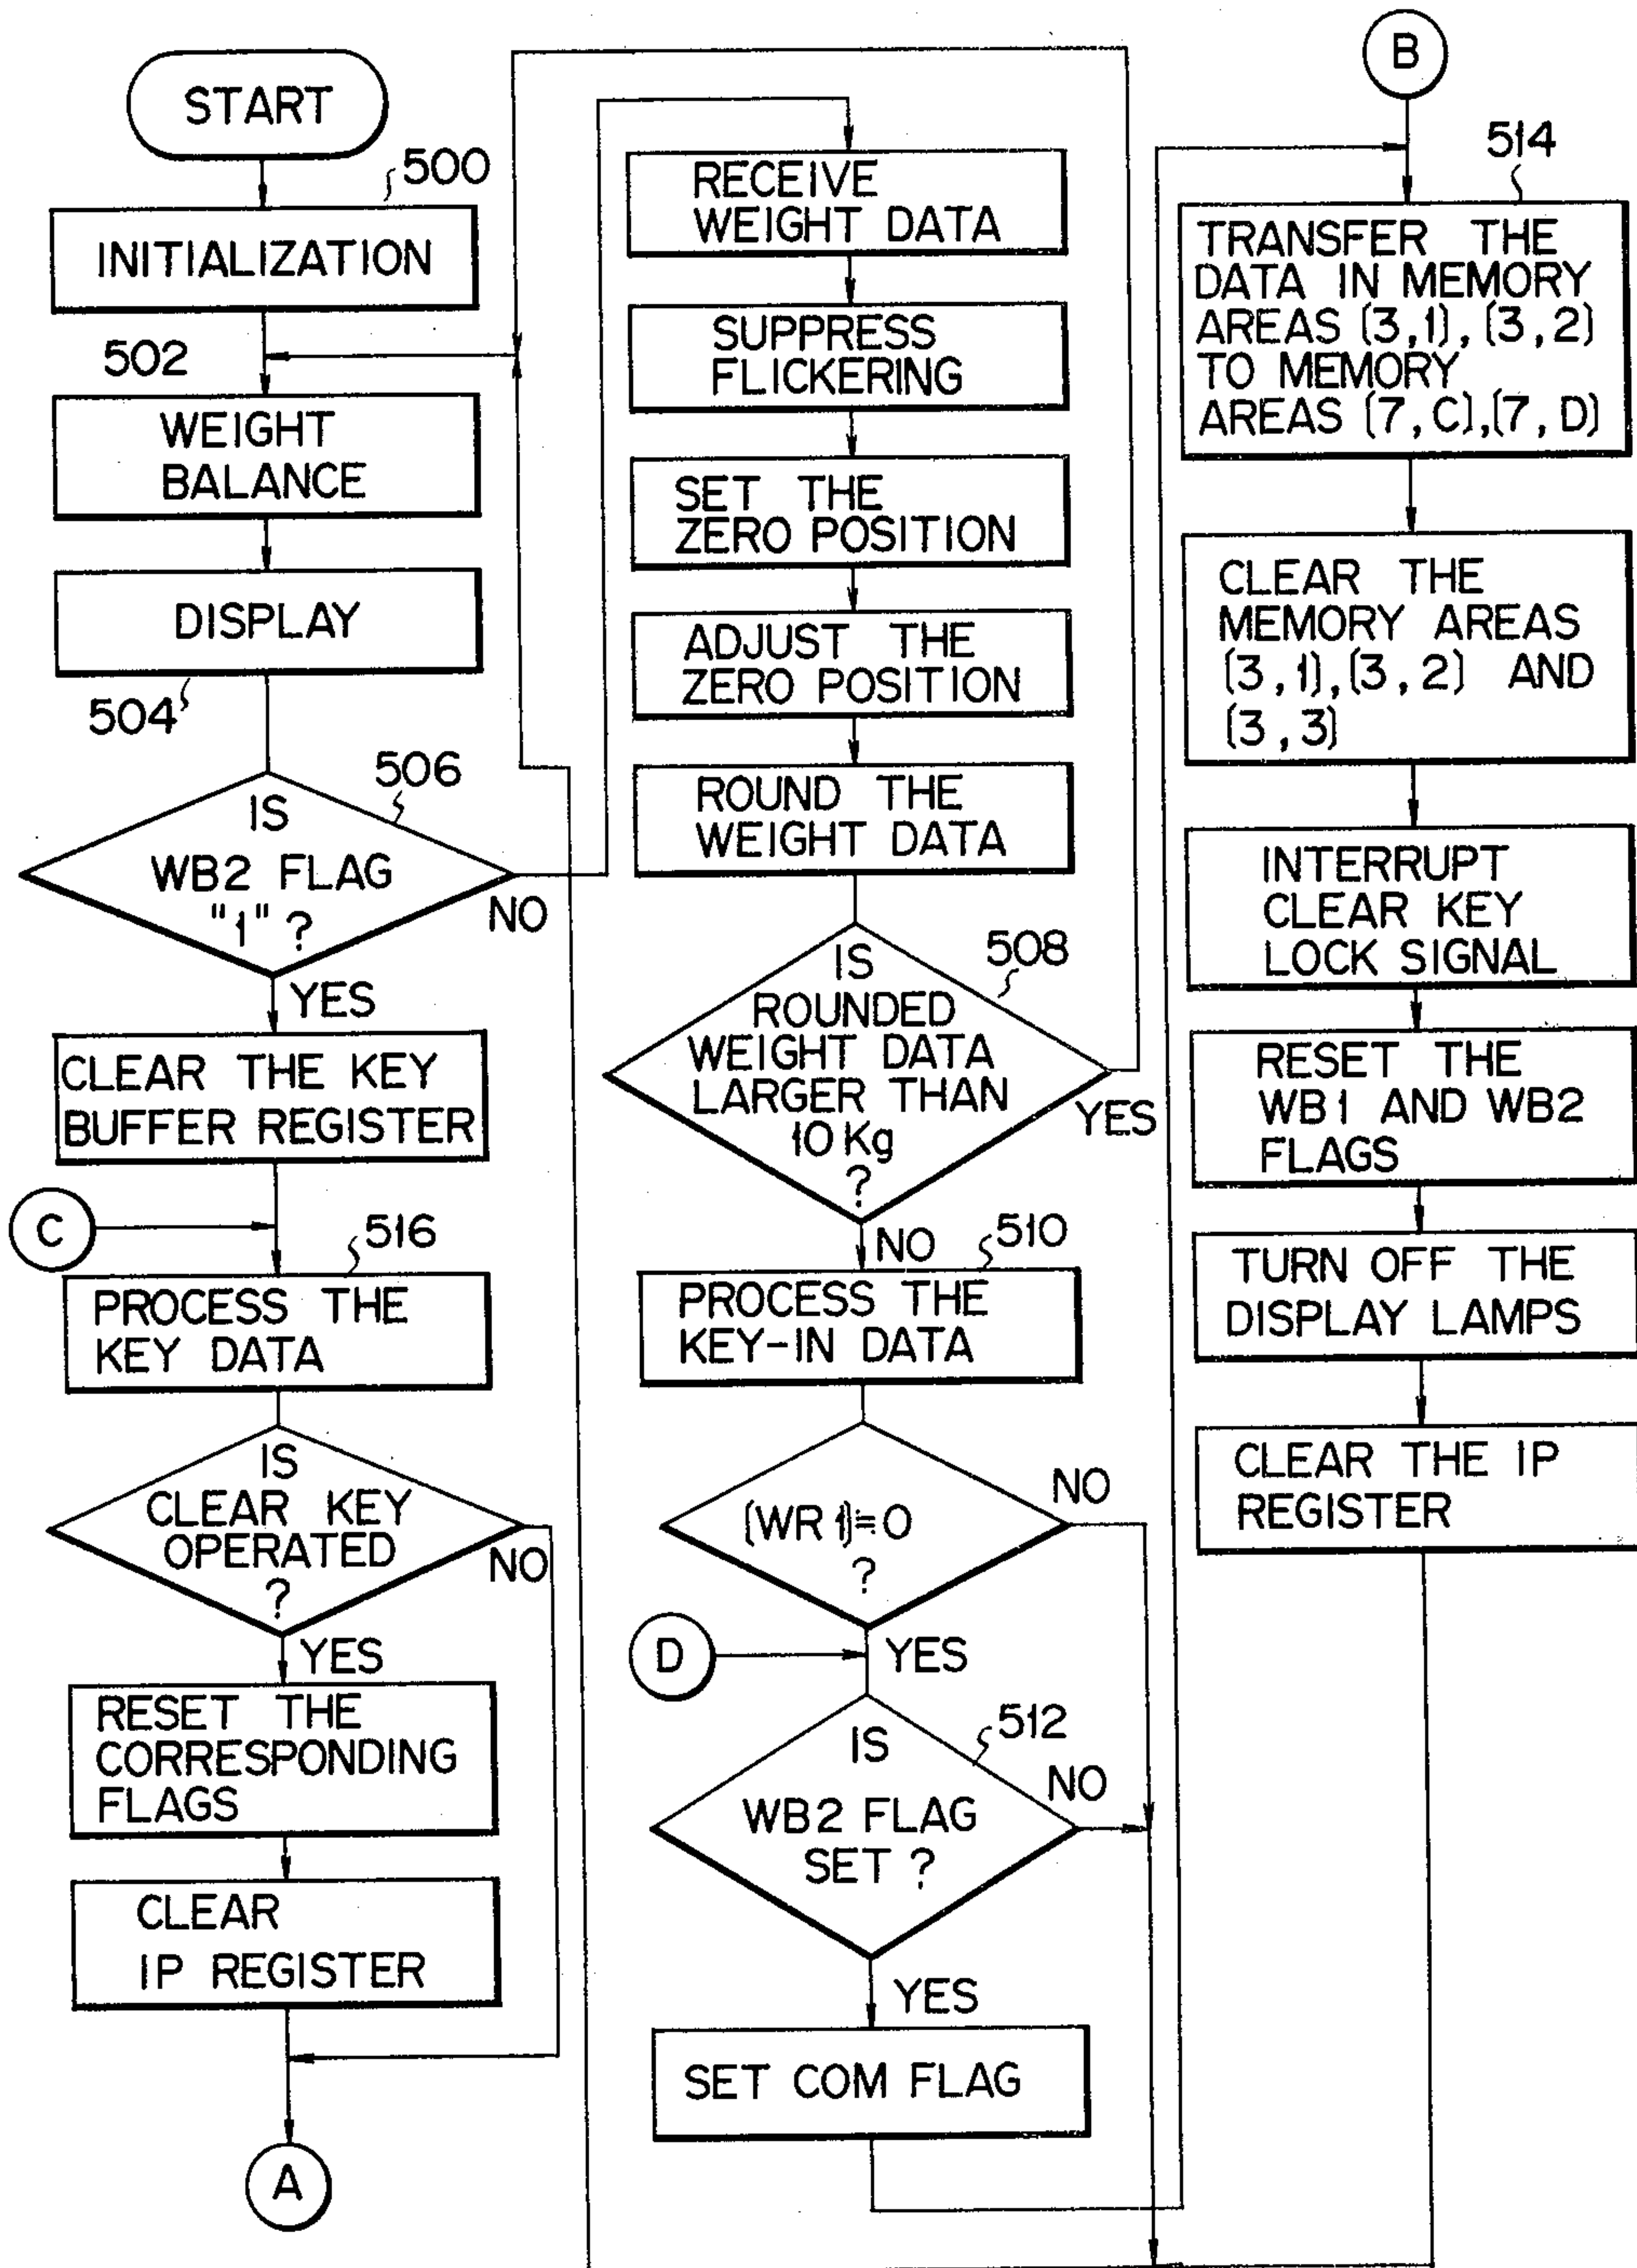 START
500
INITIALIZATION
502
WEIGHT
BALANCE
DISPLAY
504
506
IS
WB2 FLAG
"1" ?
NO
YES
CLEAR THE KEY
BUFFER REGISTER
C
516
PROCESS THE
KEY DATA
IS
CLEAR KEY
OPERATED
?
NO
YES
RESET THE
CORRESPONDING
FLAGS
CLEAR
IP REGISTER
A
RECEIVE
WEIGHT DATA
SUPPRESS
FLICKERING
SET THE
ZERO POSITION
ADJUST THE
ZERO POSITION
ROUND THE
WEIGHT DATA
508
IS
ROUNDED
WEIGHT DATA
LARGER THAN
10 Kg
?
YES
NO
510
PROCESS THE
KEY-IN DATA
NO
(WR 1)=0
?
D
YES
512
IS
NO
WB2 FLAG
SET ?
YES
SET COM FLAG
B
514
TRANSFER THE
DATA IN MEMORY
AREAS (3,1), (3,2)
TO MEMORY
AREAS (7,C),(7,D)
CLEAR THE
MEMORY AREAS
(3,1),(3,2) AND
(3,3)
INTERRUPT
CLEAR KEY
LOCK SIGNAL
RESET THE
WB1 AND WB2
FLAGS
TURN OFF THE
DISPLAY LAMPS
CLEAR THE IP
REGISTER